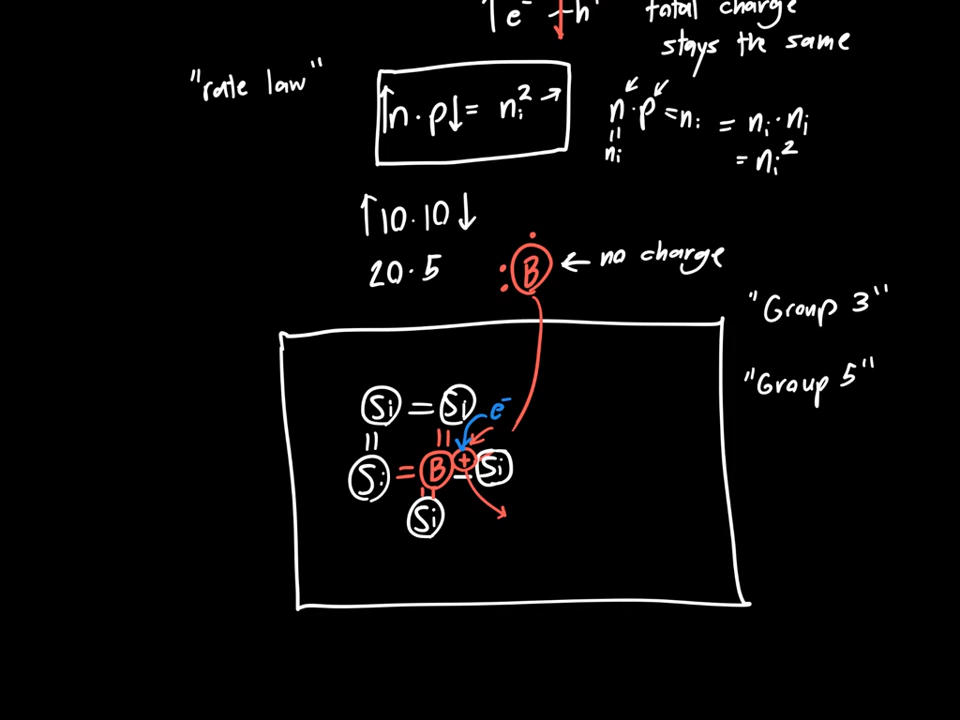 ↑ e⁻ + ↓ h⁺ total charge
stays the same
"rate law"
↑n · p↓ = nᵢ² →
n · p = nᵢ = nᵢ · nᵢ
= nᵢ²
nᵢ
↑10 · 10↓
20 · 5
B ← no charge
"Group 3"
"Group 5"
Si = Si e⁻
Si = B + = Si
Si